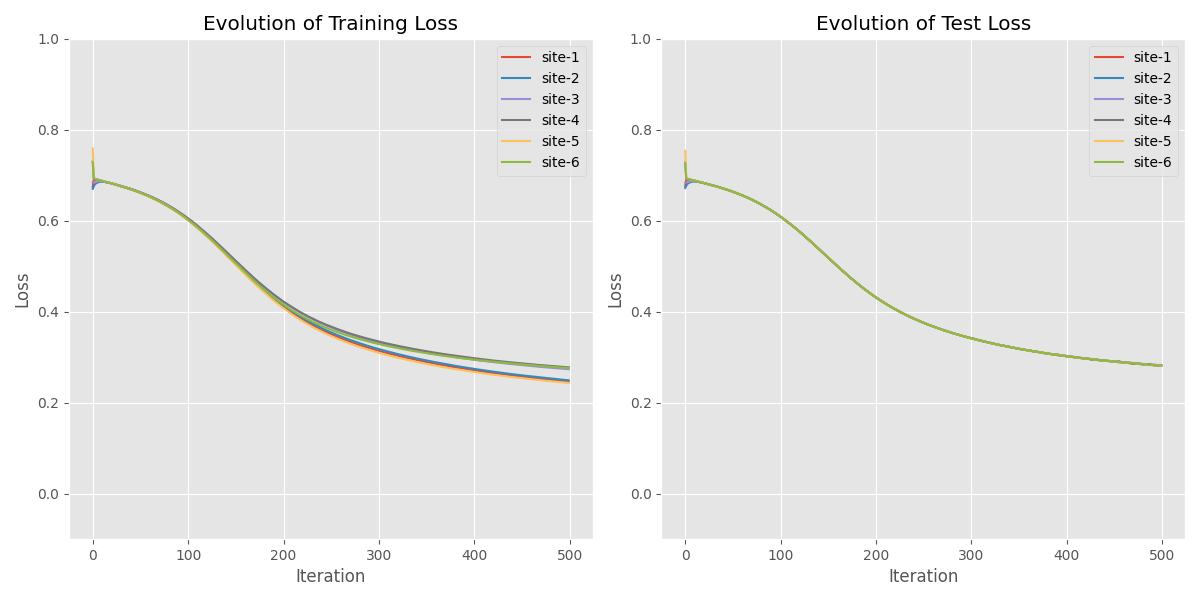 Evolution of Training Loss
1.0
0.8
0.6
0.4
0.2
0.0
Loss
0
100
200
300
400
500
Iteration
site-1
site-2
site-3
site-4
site-5
site-6
Evolution of Test Loss
1.0
0.8
0.6
0.4
0.2
0.0
Loss
0
100
200
300
400
500
Iteration
site-1
site-2
site-3
site-4
site-5
site-6